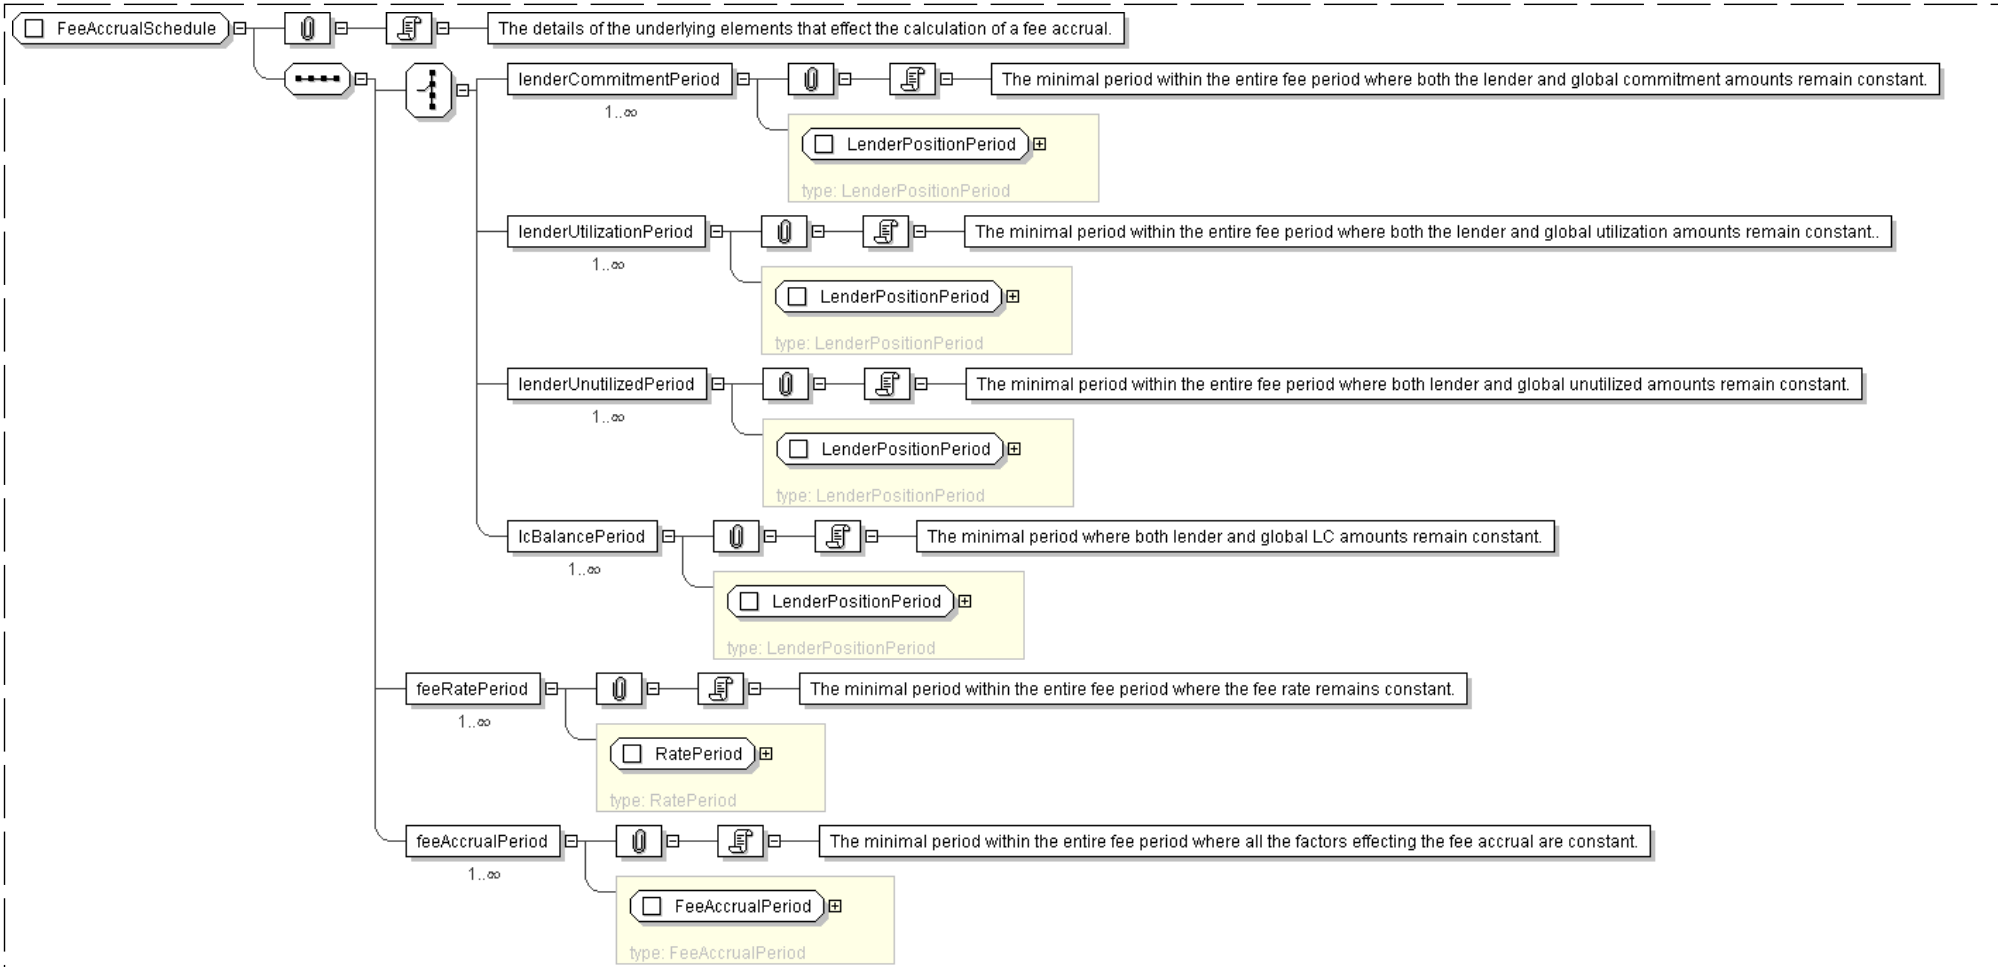 FeeAccrualSchedule
The details of the underlying elements that effect the calculation of a fee accrual.
lenderCommitmentPeriod
The minimal period within the entire fee period where both the lender and global commitment amounts remain constant.
1..∞
LenderPositionPeriod
type: LenderPositionPeriod
lenderUtilizationPeriod
The minimal period within the entire fee period where both the lender and global utilization amounts remain constant..
1..∞
LenderPositionPeriod
type: LenderPositionPeriod
lenderUnutilizedPeriod
The minimal period within the entire fee period where both lender and global unutilized amounts remain constant.
1..∞
LenderPositionPeriod
type: LenderPositionPeriod
lcBalancePeriod
The minimal period where both lender and global LC amounts remain constant.
1..∞
LenderPositionPeriod
type: LenderPositionPeriod
feeRatePeriod
The minimal period within the entire fee period where the fee rate remains constant.
1..∞
RatePeriod
type: RatePeriod
feeAccrualPeriod
The minimal period within the entire fee period where all the factors effecting the fee accrual are constant.
1..∞
FeeAccrualPeriod
type: FeeAccrualPeriod